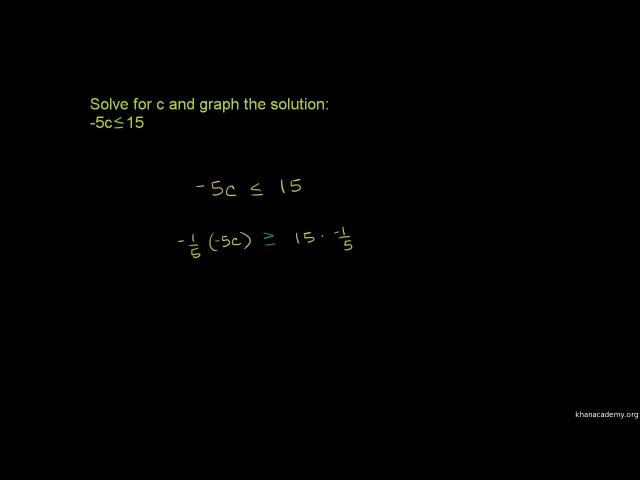 Solve for c and graph the solution:
-5c≤15
-5c ≤ 15
-1/5 (-5c) ≥ 15 · -1/5
khanacademy.org